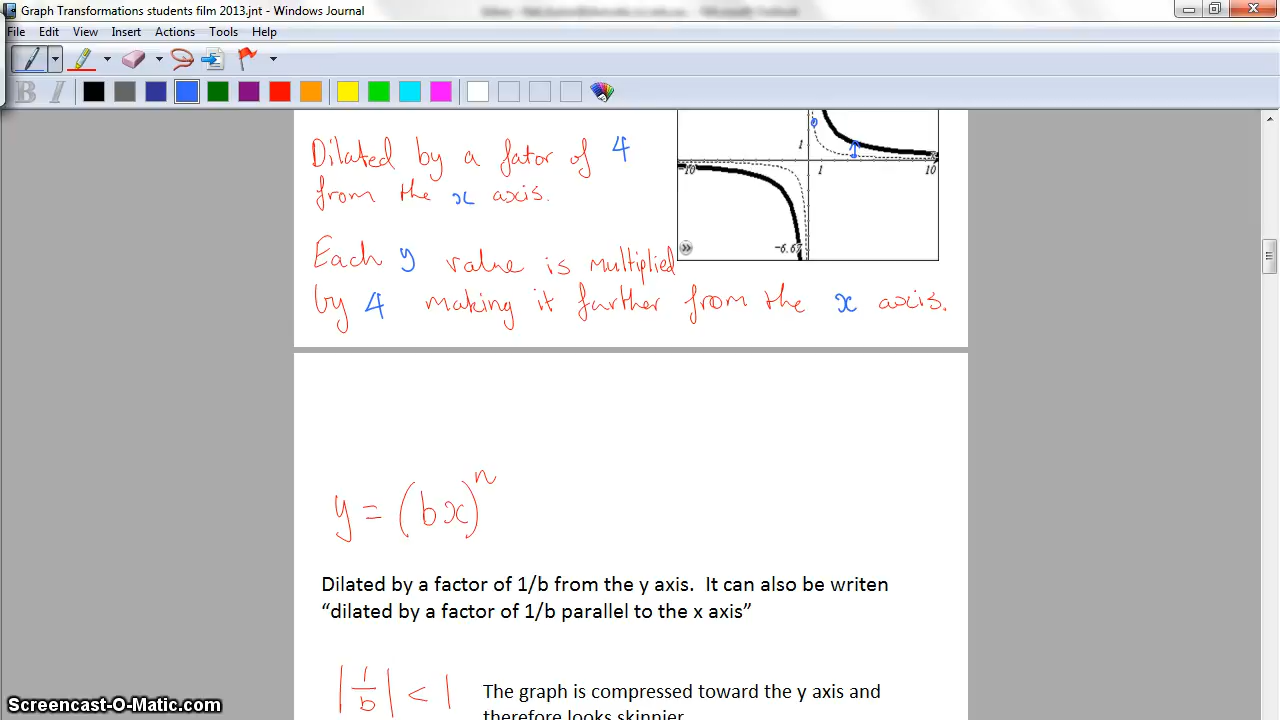 Graph Transformations students film 2013.jnt - Windows Journal
File Edit View Insert Actions Tools Help
B I
Dilated by a fator of 4
from the x axis.
1
-10 1 10
-6.67
Each y value is multiplied
by 4 making it further from the x axis.
y = (bx)^n
Dilated by a factor of 1/b from the y axis. It can also be writen
“dilated by a factor of 1/b parallel to the x axis”
|1/b| < 1
The graph is compressed toward the y axis and
therefore looks skinnier
Screencast-O-Matic.com